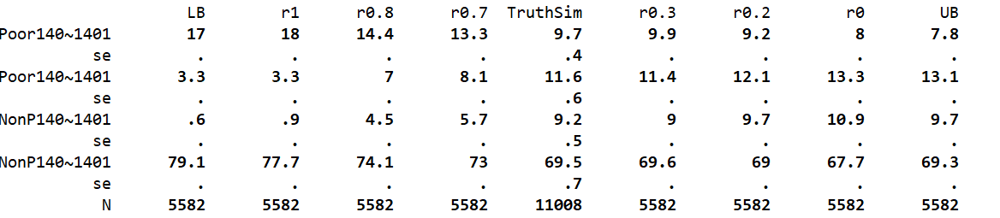 LB r1 r0.8 r0.7 TruthSim r0.3 r0.2 r0 UB
Poor140~1401 17 18 14.4 13.3 9.7 9.9 9.2 8 7.8
se . . . . .4 . . . .
Poor140~1401 3.3 3.3 7 8.1 11.6 11.4 12.1 13.3 13.1
se . . . . .6 . . . .
NonP140~1401 .6 .9 4.5 5.7 9.2 9 9.7 10.9 9.7
se . . . . .5 . . . .
NonP140~1401 79.1 77.7 74.1 73 69.5 69.6 69 67.7 69.3
se . . . . .7 . . . .
N 5582 5582 5582 5582 11008 5582 5582 5582 5582